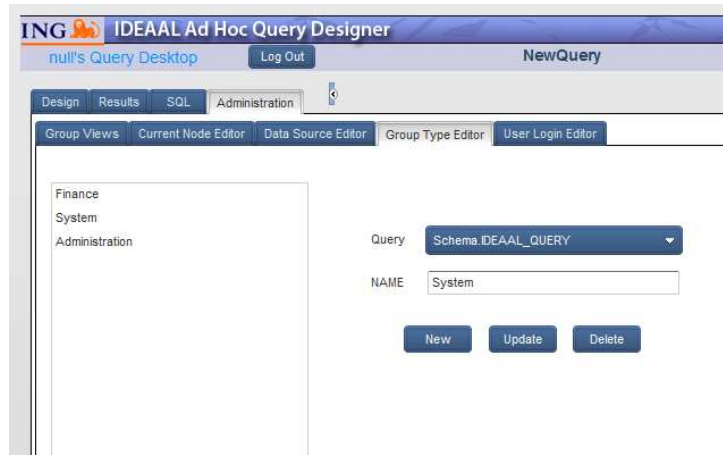 ING IDEAAL Ad Hoc Query Designer
null's Query Desktop Log Out NewQuery
Design Results SQL Administration
Group Views Current Node Editor Data Source Editor Group Type Editor User Login Editor
Finance
System
Administration
Query Schema.IDEAAL_QUERY
NAME System
New Update Delete